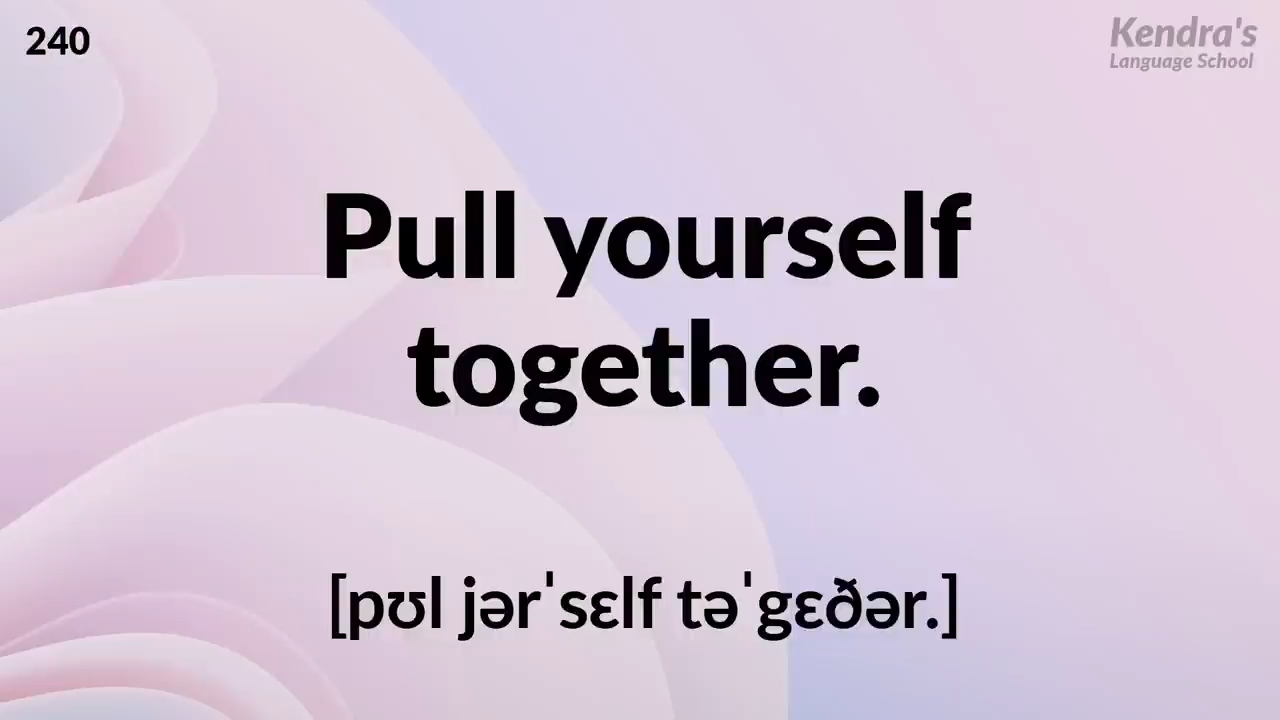 240
Kendra's
Language School
Pull yourself
together.
[pʊl jərˈsɛlf təˈgɛðər.]